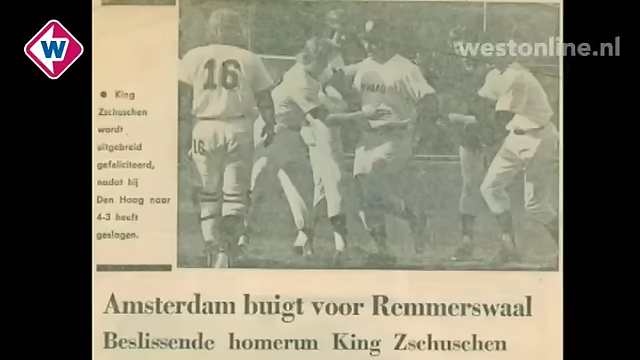 W
westonline.nl
16
16
● King
Zschuschen
wordt
uitgebreid
gefeliciteerd,
nadat hij
Den Haag naar
4-3 heeft
geslagen.
Amsterdam buigt voor Remmerswaal
Beslissende homerun King Zschuschen